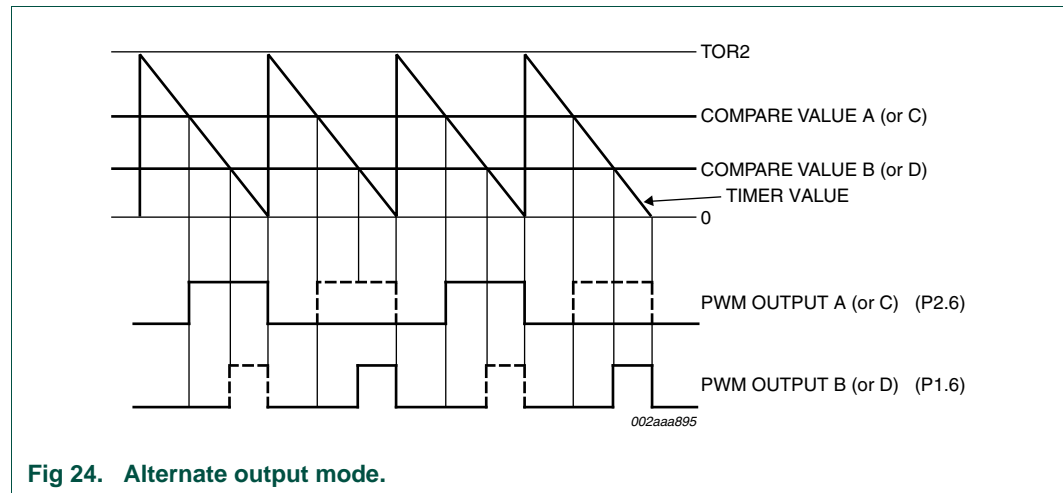 TOR2
COMPARE VALUE A (or C)
COMPARE VALUE B (or D)
TIMER VALUE
0
PWM OUTPUT A (or C) (P2.6)
PWM OUTPUT B (or D) (P1.6)
002aaa895
Fig 24. Alternate output mode.